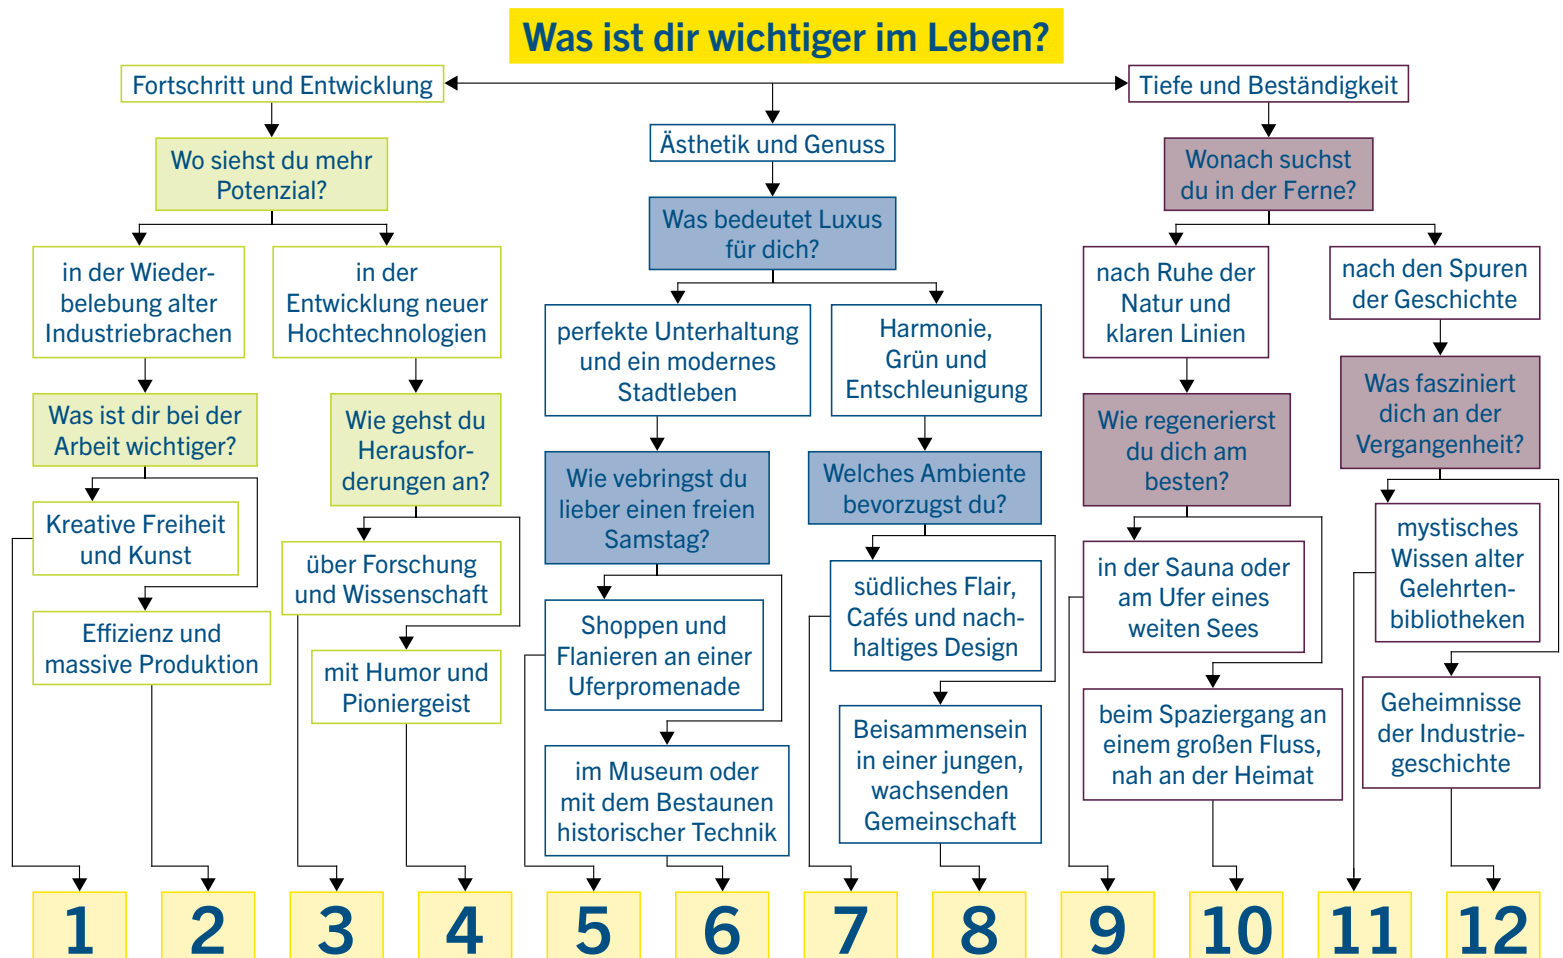 Was ist dir wichtiger im Leben?
Fortschritt und Entwicklung
Tiefe und Beständigkeit
Ästhetik und Genuss
Wo siehst du mehr
Potenzial?
Wonach suchst
du in der Ferne?
Was bedeutet Luxus
für dich?
in der Wieder-
belebung alter
Industriebrachen
in der
Entwicklung neuer
Hochtechnologien
perfekte Unterhaltung
und ein modernes
Stadtleben
Harmonie,
Grün und
Entschleunigung
nach Ruhe der
Natur und
klaren Linien
nach den Spuren
der Geschichte
Was ist dir bei der
Arbeit wichtiger?
Wie gehst du
Herausfor-
derungen an?
Wie vebringst du
lieber einen freien
Samstag?
Welches Ambiente
bevorzugst du?
Wie regenerierst
du dich am
besten?
Was fasziniert
dich an der
Vergangenheit?
Kreative Freiheit
und Kunst
Effizienz und
massive Produktion
über Forschung
und Wissenschaft
mit Humor und
Pioniergeist
Shoppen und
Flanieren an einer
Uferpromenade
im Museum oder
mit dem Bestaunen
historischer Technik
südliches Flair,
Cafés und nach-
haltiges Design
Beisammensein
in einer jungen,
wachsenden
Gemeinschaft
in der Sauna oder
am Ufer eines
weiten Sees
beim Spaziergang an
einem großen Fluss,
nah an der Heimat
mystisches
Wissen alter
Gelehrten-
bibliotheken
Geheimnisse
der Industrie-
geschichte
1 2 3 4 5 6 7 8 9 10 11 12